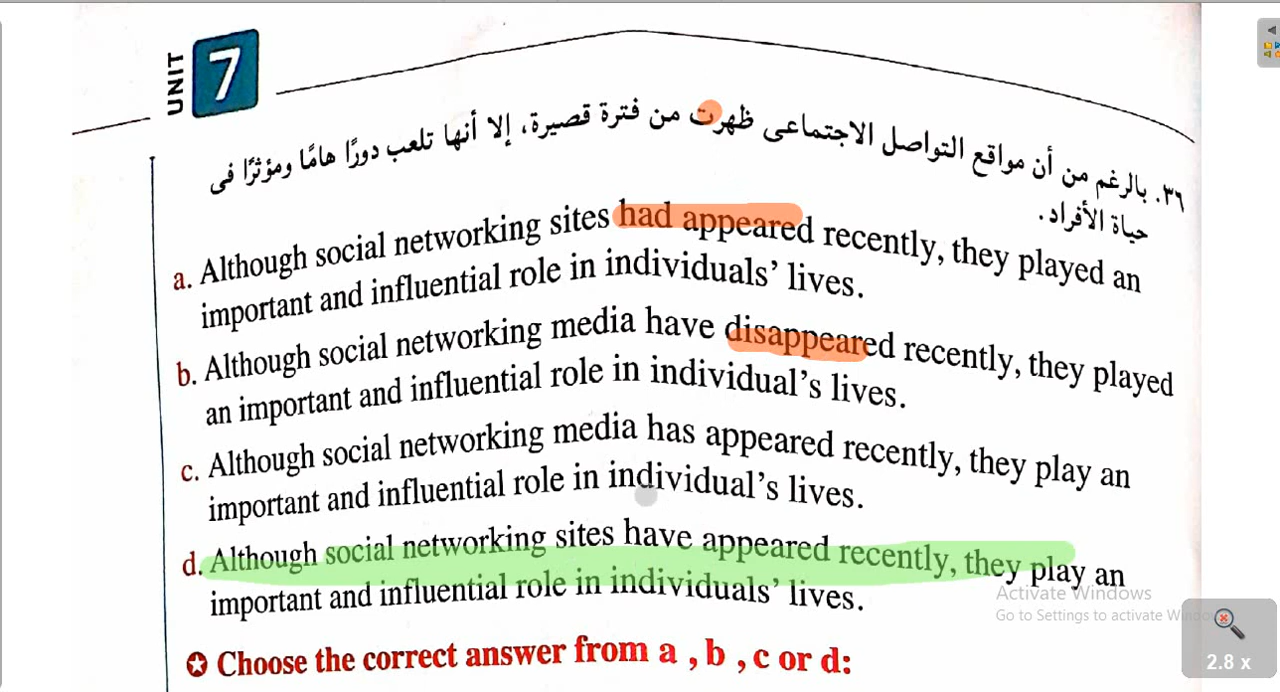 UNIT 7
٣٦. بالرغم من أن مواقع التواصل الاجتماعى ظهرت من فترة قصيرة، إلا أنها تلعب دورًا هامًا ومؤثرًا فى
حياة الأفراد.
a. Although social networking sites had appeared recently, they played an
important and influential role in individuals’ lives.
b. Although social networking media have disappeared recently, they played
an important and influential role in individual’s lives.
c. Although social networking media has appeared recently, they play an
important and influential role in individual’s lives.
d. Although social networking sites have appeared recently, they play an
important and influential role in individuals’ lives.
Activate Windows
Go to Settings to activate
✪ Choose the correct answer from a , b , c or d:
2.8 x